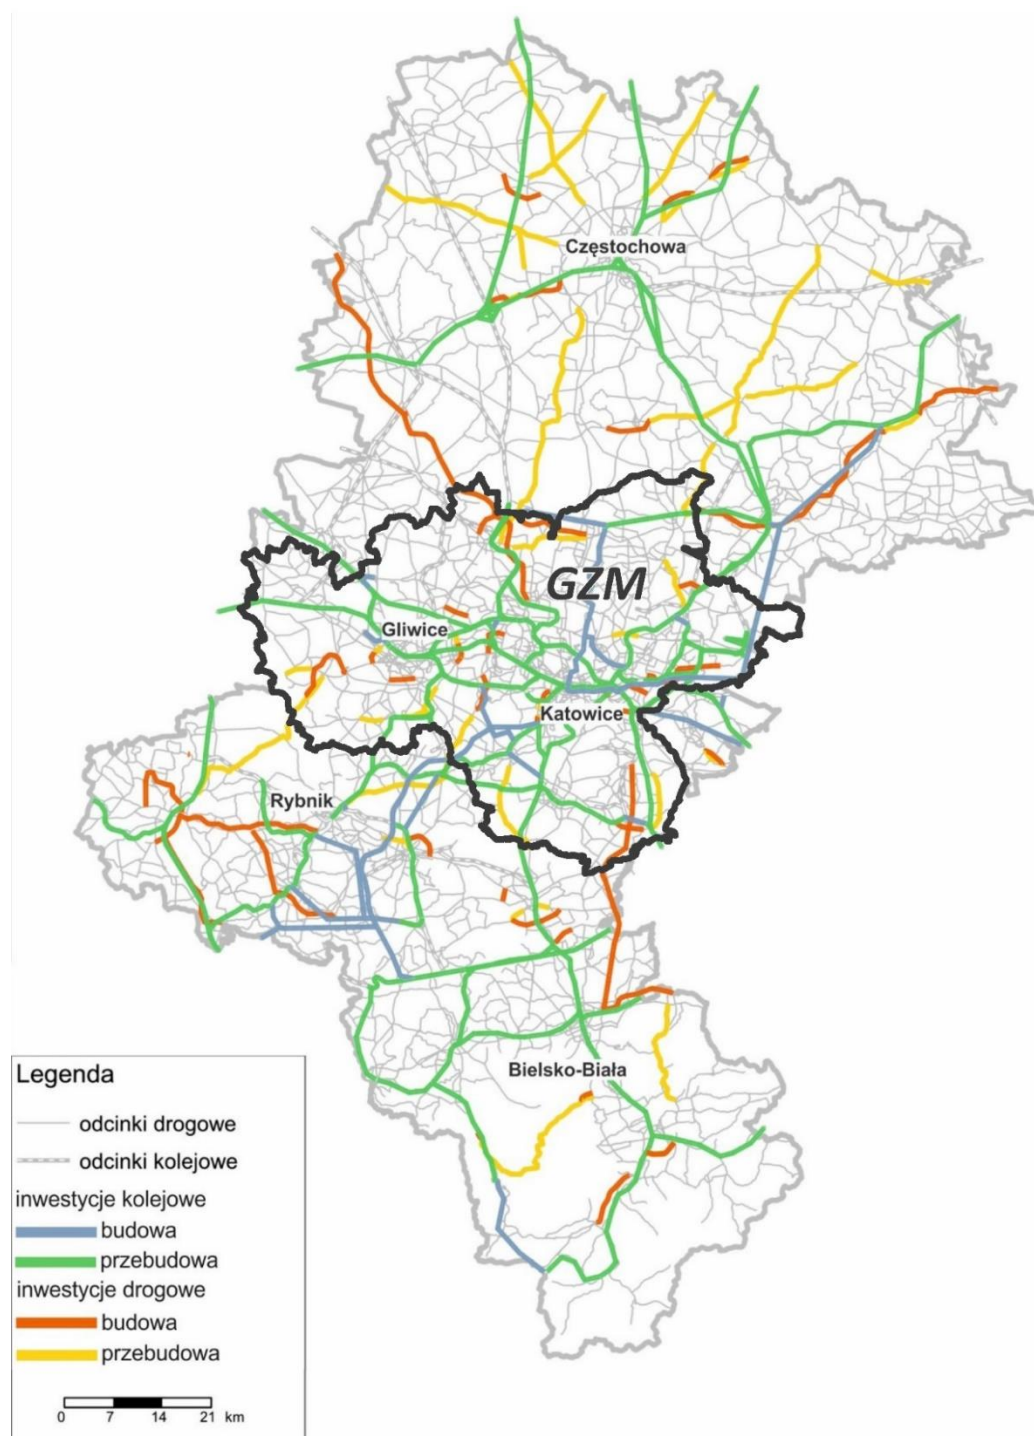 Częstochowa
GZM
Gliwice
Katowice
Rybnik
Bielsko-Biała
Legenda
odcinki drogowe
odcinki kolejowe
inwestycje kolejowe
budowa
przebudowa
inwestycje drogowe
budowa
przebudowa
0 7 14 21 km